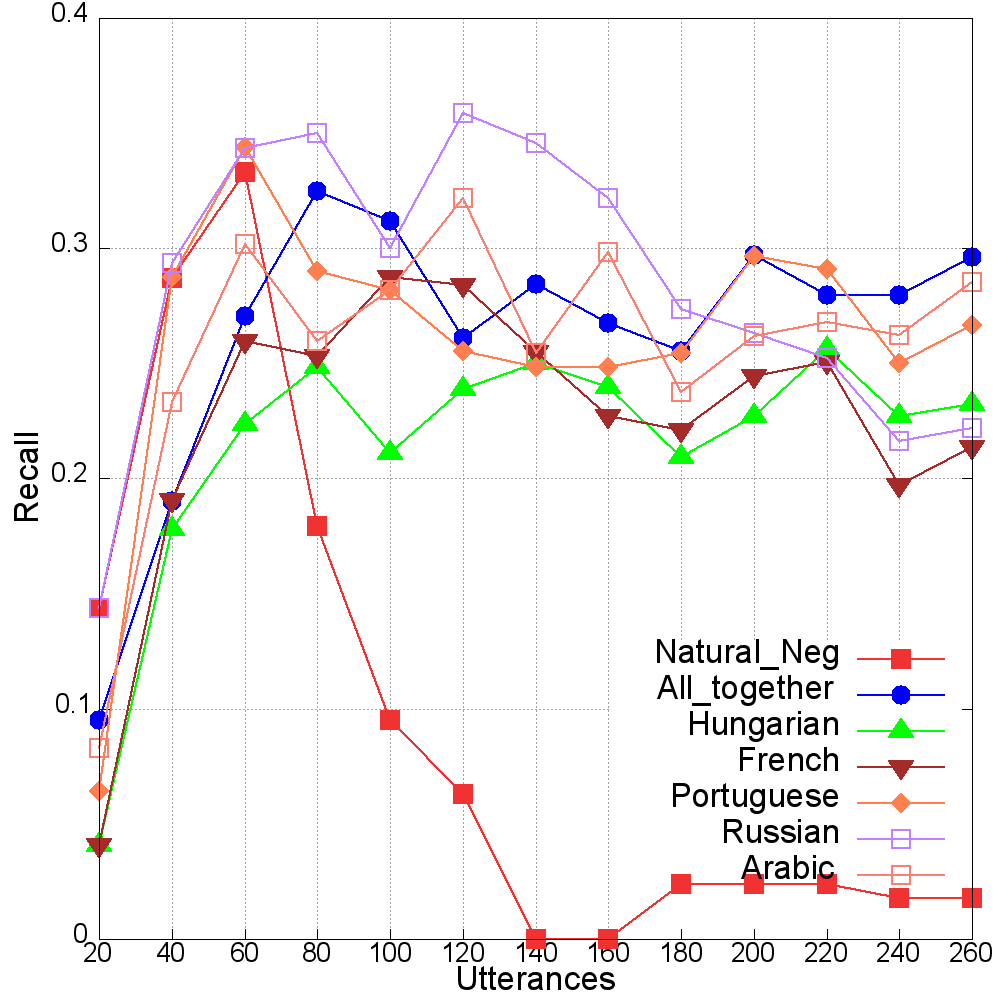 0.4
0.3
0.2
0.1
0
Recall
Natural_Neg
All_together
Hungarian
French
Portuguese
Russian
Arabic
20 40 60 80 100 120 140 160 180 200 220 240 260
Utterances